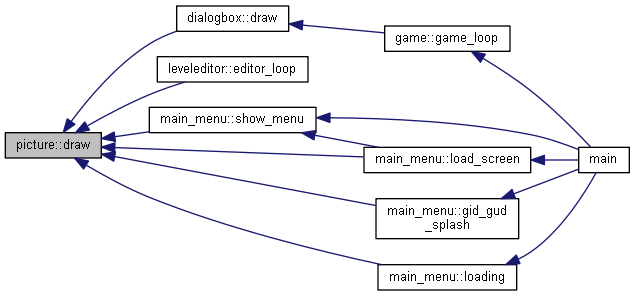 dialogbox::draw
game::game_loop
leveleditor::editor_loop
main_menu::show_menu
picture::draw
main_menu::load_screen
main
main_menu::gid_gud
_splash
main_menu::loading